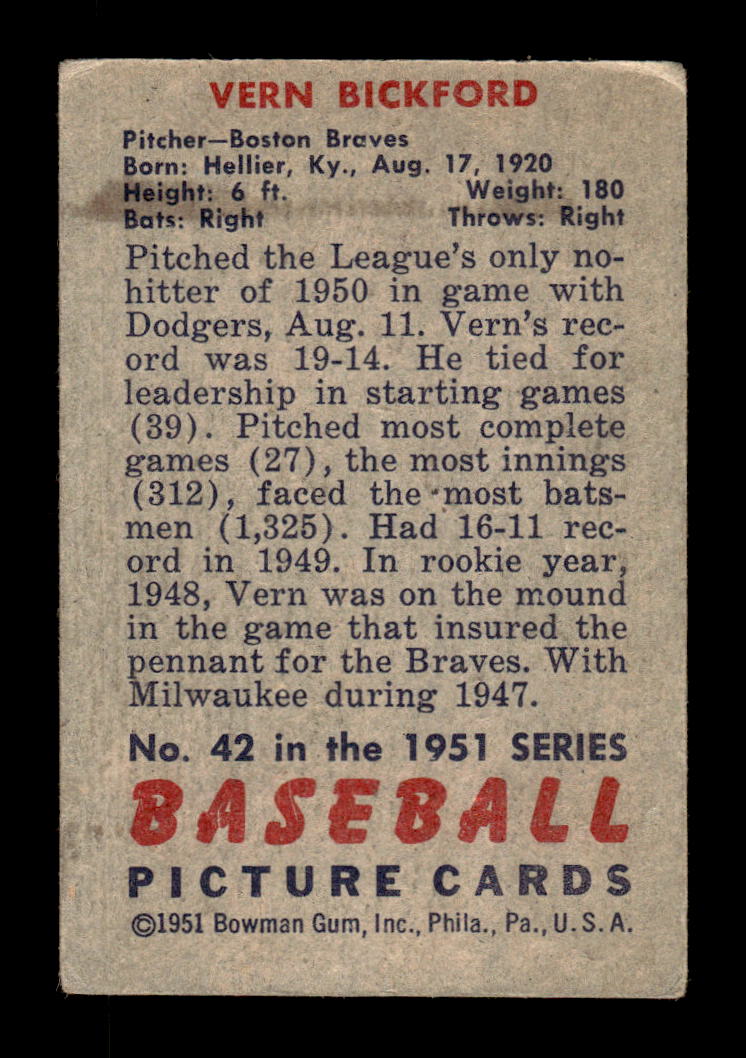 VERN BICKFORD
Pitcher—Boston Braves
Born: Hellier, Ky., Aug. 17, 1920
Height: 6 ft. Weight: 180
Bats: Right Throws: Right
Pitched the League's only no-
hitter of 1950 in game with
Dodgers, Aug. 11. Vern's rec-
ord was 19-14. He tied for
leadership in starting games
(39). Pitched most complete
games (27), the most innings
(312), faced the most bats-
men (1,325). Had 16-11 rec-
ord in 1949. In rookie year,
1948, Vern was on the mound
in the game that insured the
pennant for the Braves. With
Milwaukee during 1947.
No. 42 in the 1951 SERIES
BASEBALL
PICTURE CARDS
©1951 Bowman Gum, Inc., Phila., Pa., U.S.A.